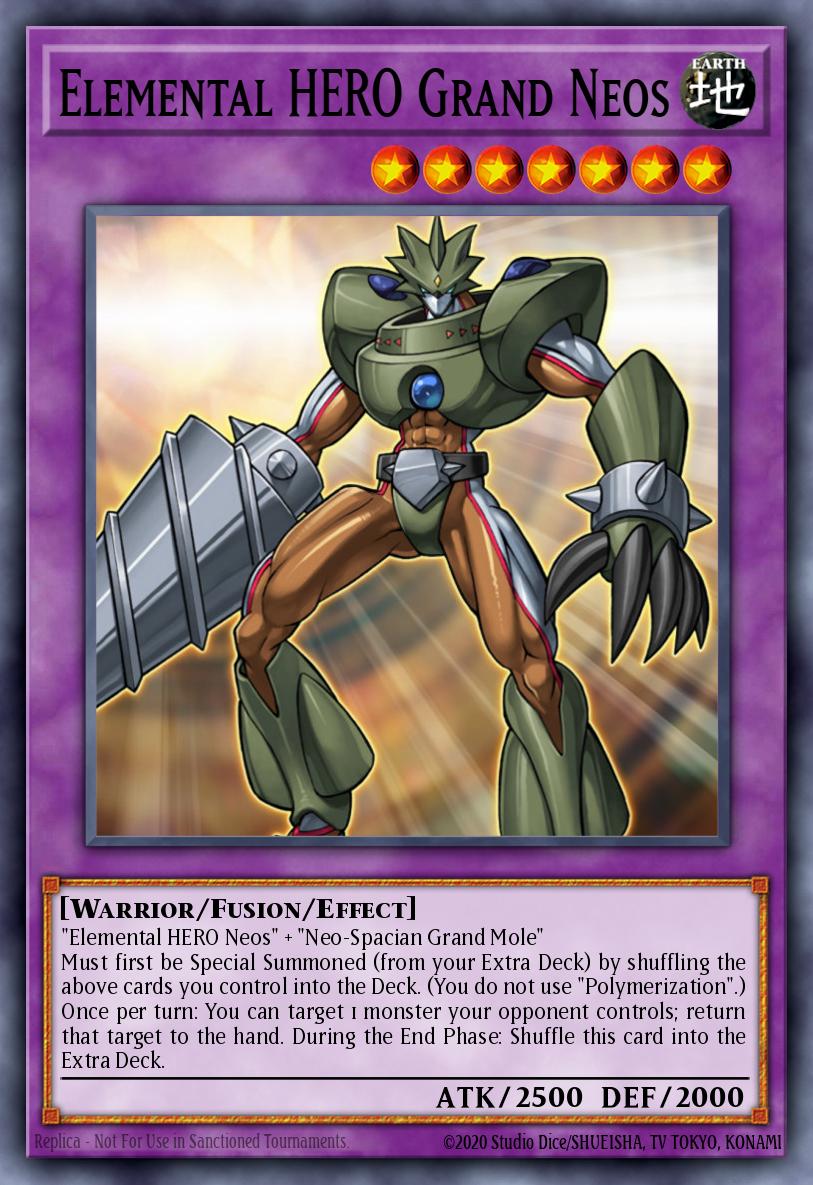 Elemental HERO Grand Neos
EARTH
地
[Warrior/Fusion/Effect]
"Elemental HERO Neos" + "Neo-Spacian Grand Mole"
Must first be Special Summoned (from your Extra Deck) by shuffling the
above cards you control into the Deck. (You do not use "Polymerization".)
Once per turn: You can target 1 monster your opponent controls; return
that target to the hand. During the End Phase: Shuffle this card into the
Extra Deck.
ATK/2500 DEF/2000
Replica - Not For Use in Sanctioned Tournaments.
©2020 Studio Dice/SHUEISHA, TV TOKYO, KONAMI